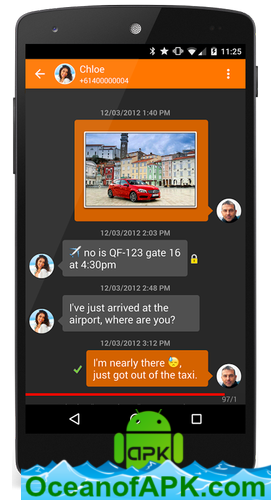 11:25
Chloe
+61400000004
12/03/2012 1:40 PM
12/03/2012 2:03 PM
✈ no is QF-123 gate 16
at 4:30pm
12/03/2012 2:48 PM
I've just arrived at the
airport, where are you?
12/03/2012 3:12 PM
I'm nearly there 😓,
just got out of the taxi.
97/1
apk
OceanofAPK.com